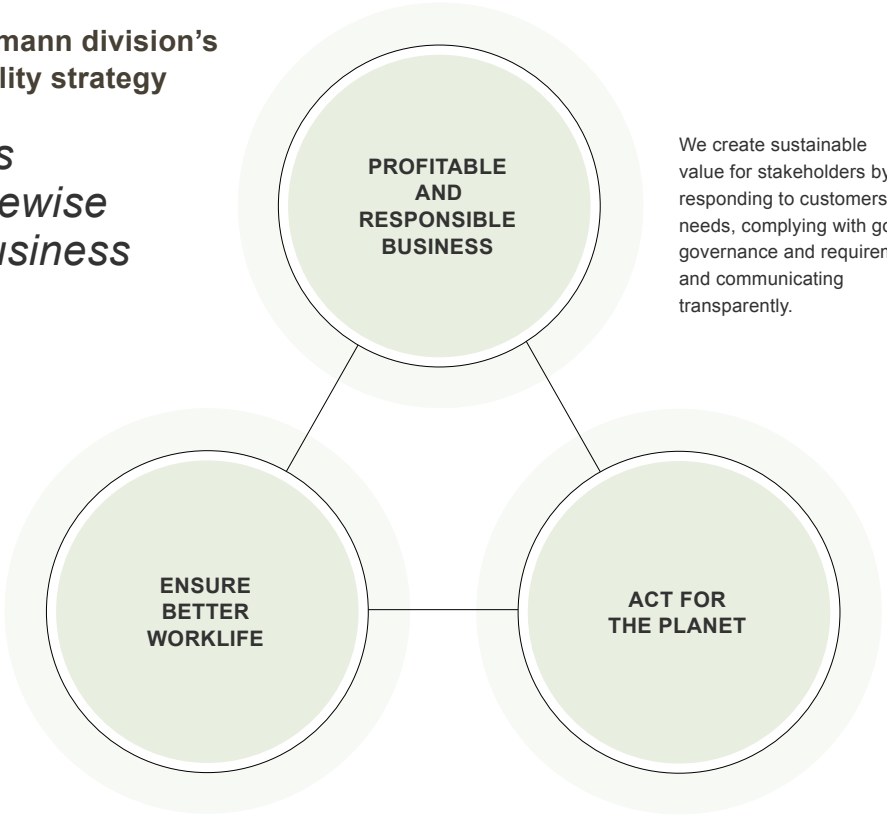 mann division's
lity strategy
s
ewise
usiness
PROFITABLE
AND
RESPONSIBLE
BUSINESS
We create sustainable
value for stakeholders by
responding to customers
needs, complying with go
governance and requirem
and communicating
transparently.
ENSURE
BETTER
WORKLIFE
ACT FOR
THE PLANET